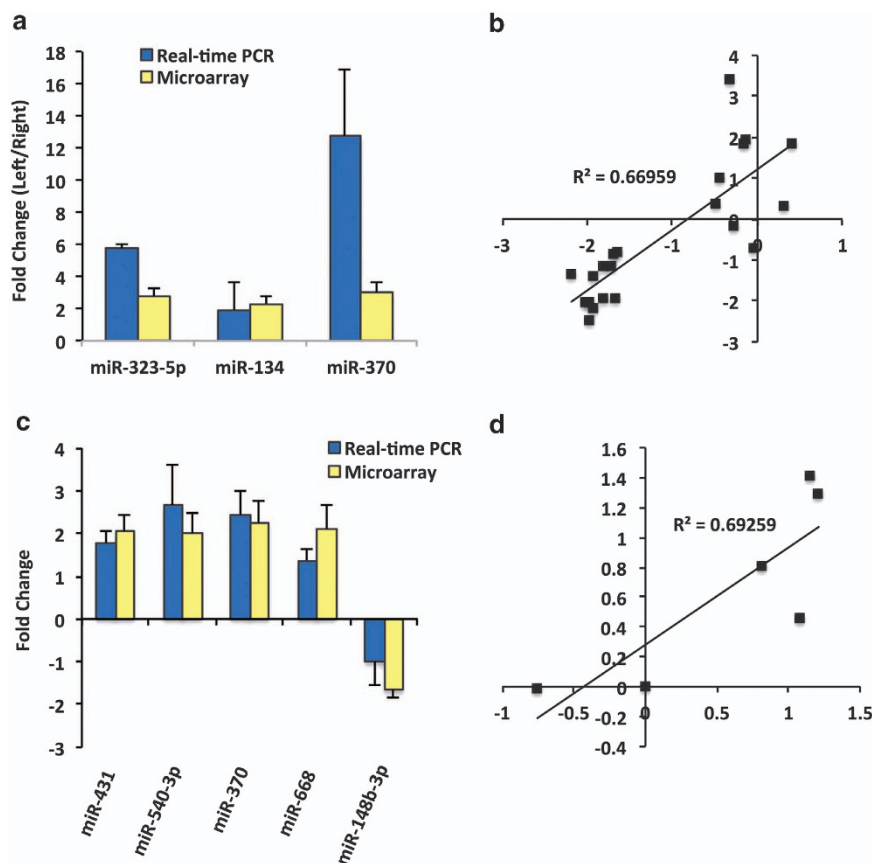 a
Real-time PCR
Microarray
Fold Change (Left/Right)
18
16
14
12
10
8
6
4
2
0
miR-323-5p
miR-134
miR-370
b
R² = 0.66959
4
3
2
1
0
-1
-2
-3
-3
-2
-1
0
1
c
Real-time PCR
Microarray
Fold Change
4
3
2
1
0
-1
-2
-3
miR-431
miR-540-3p
miR-370
miR-668
miR-148b-3p
d
R² = 0.69259
1.6
1.4
1.2
1
0.8
0.6
0.4
0.2
0
-0.2
-0.4
-1
-0.5
0
0.5
1
1.5